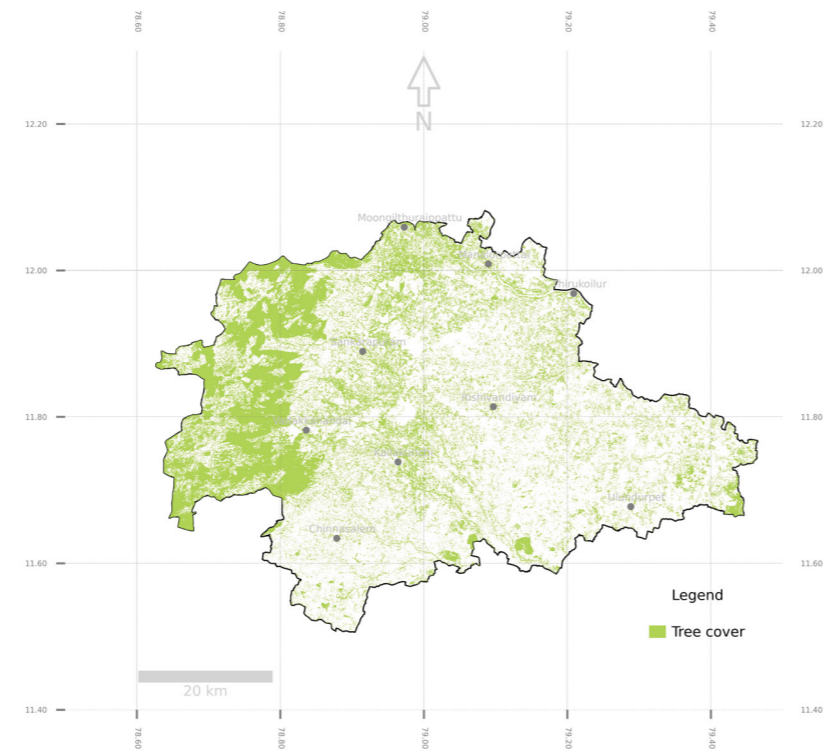 78.60 78.80 79.00 79.20 79.40
N
12.20 12.20
Moongilthuraippattu
12.00 12.00
Rishivandiyam
11.80 11.80
Ulundurpet
Chinnasalem
11.60 11.60
Legend
Tree cover
20 km
11.40 11.40
78.60 78.80 79.00 79.20 79.40